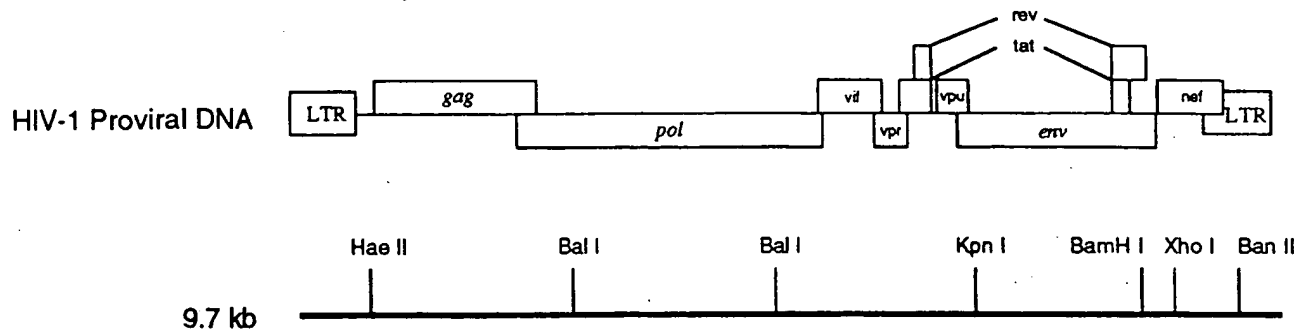 rev
tat
HIV-1 Proviral DNA
LTR
gag
pol
vif
vpr
vpu
env
nef
LTR
Hae II
Bal I
Bal I
Kpn I
BamH I
Xho I
Ban II
9.7 kb